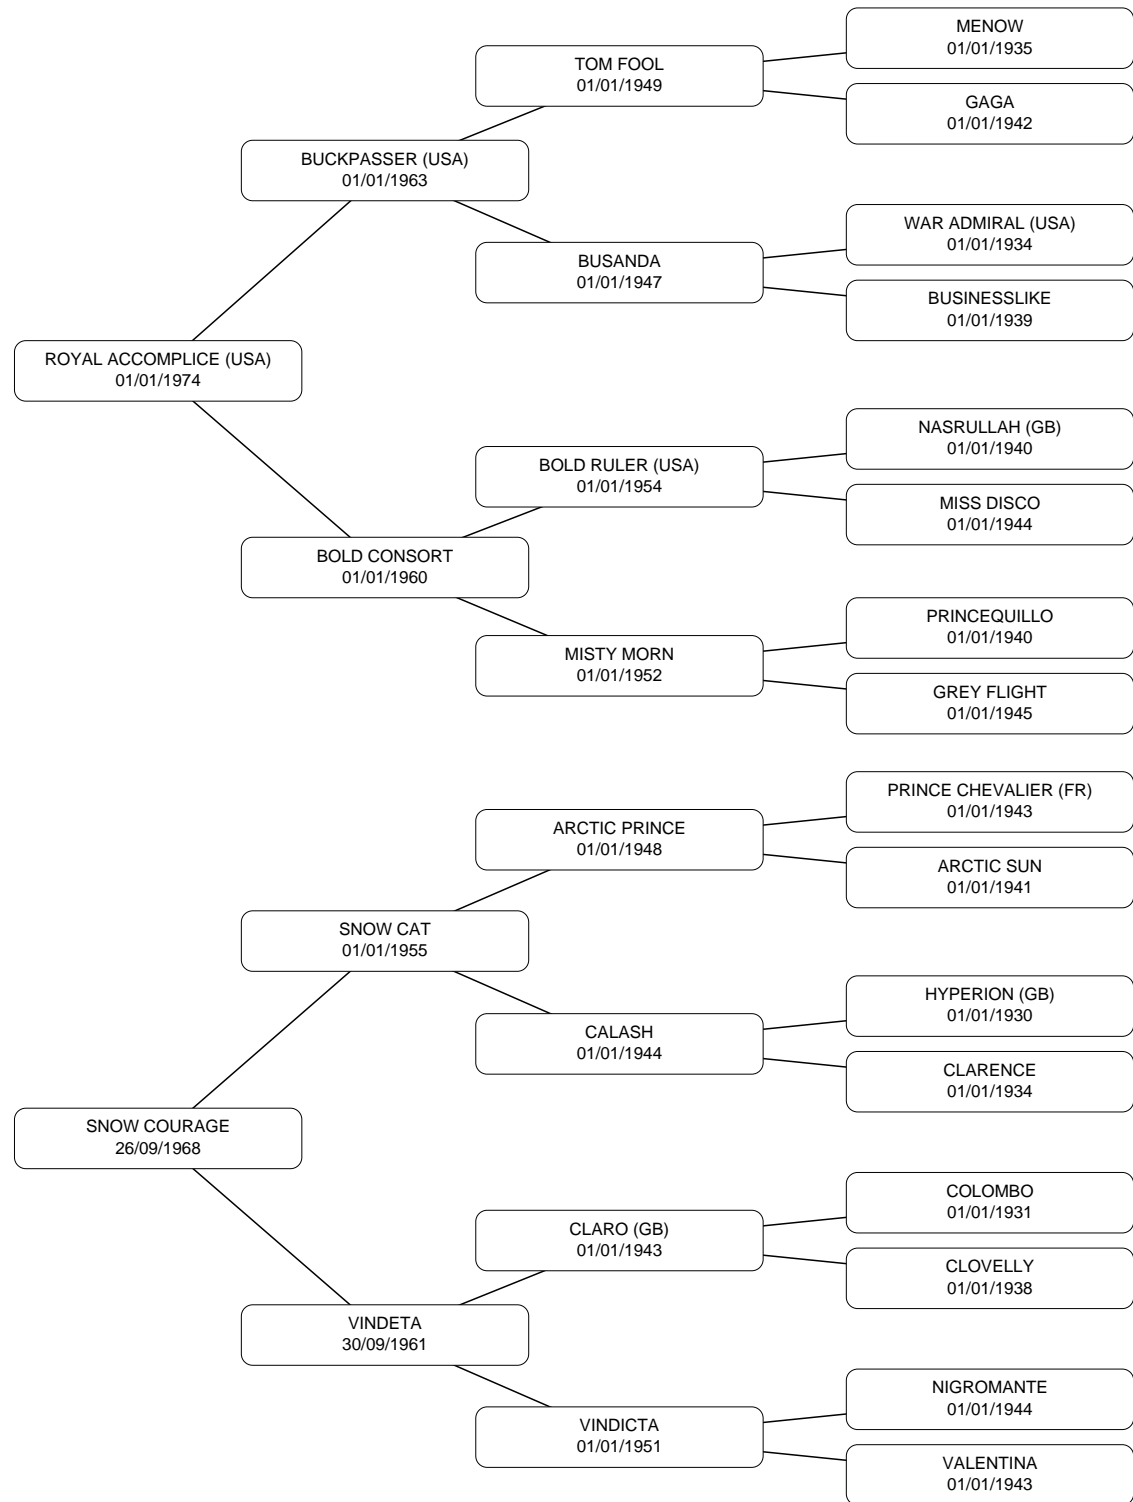 MENOW
01/01/1935
TOM FOOL
01/01/1949
GAGA
01/01/1942
BUCKPASSER (USA)
01/01/1963
WAR ADMIRAL (USA)
01/01/1934
BUSANDA
01/01/1947
BUSINESSLIKE
01/01/1939
ROYAL ACCOMPLICE (USA)
01/01/1974
NASRULLAH (GB)
01/01/1940
BOLD RULER (USA)
01/01/1954
MISS DISCO
01/01/1944
BOLD CONSORT
01/01/1960
PRINCEQUILLO
01/01/1940
MISTY MORN
01/01/1952
GREY FLIGHT
01/01/1945
PRINCE CHEVALIER (FR)
01/01/1943
ARCTIC PRINCE
01/01/1948
ARCTIC SUN
01/01/1941
SNOW CAT
01/01/1955
HYPERION (GB)
01/01/1930
CALASH
01/01/1944
CLARENCE
01/01/1934
SNOW COURAGE
26/09/1968
COLOMBO
01/01/1931
CLARO (GB)
01/01/1943
CLOVELLY
01/01/1938
VINDETA
30/09/1961
NIGROMANTE
01/01/1944
VINDICTA
01/01/1951
VALENTINA
01/01/1943